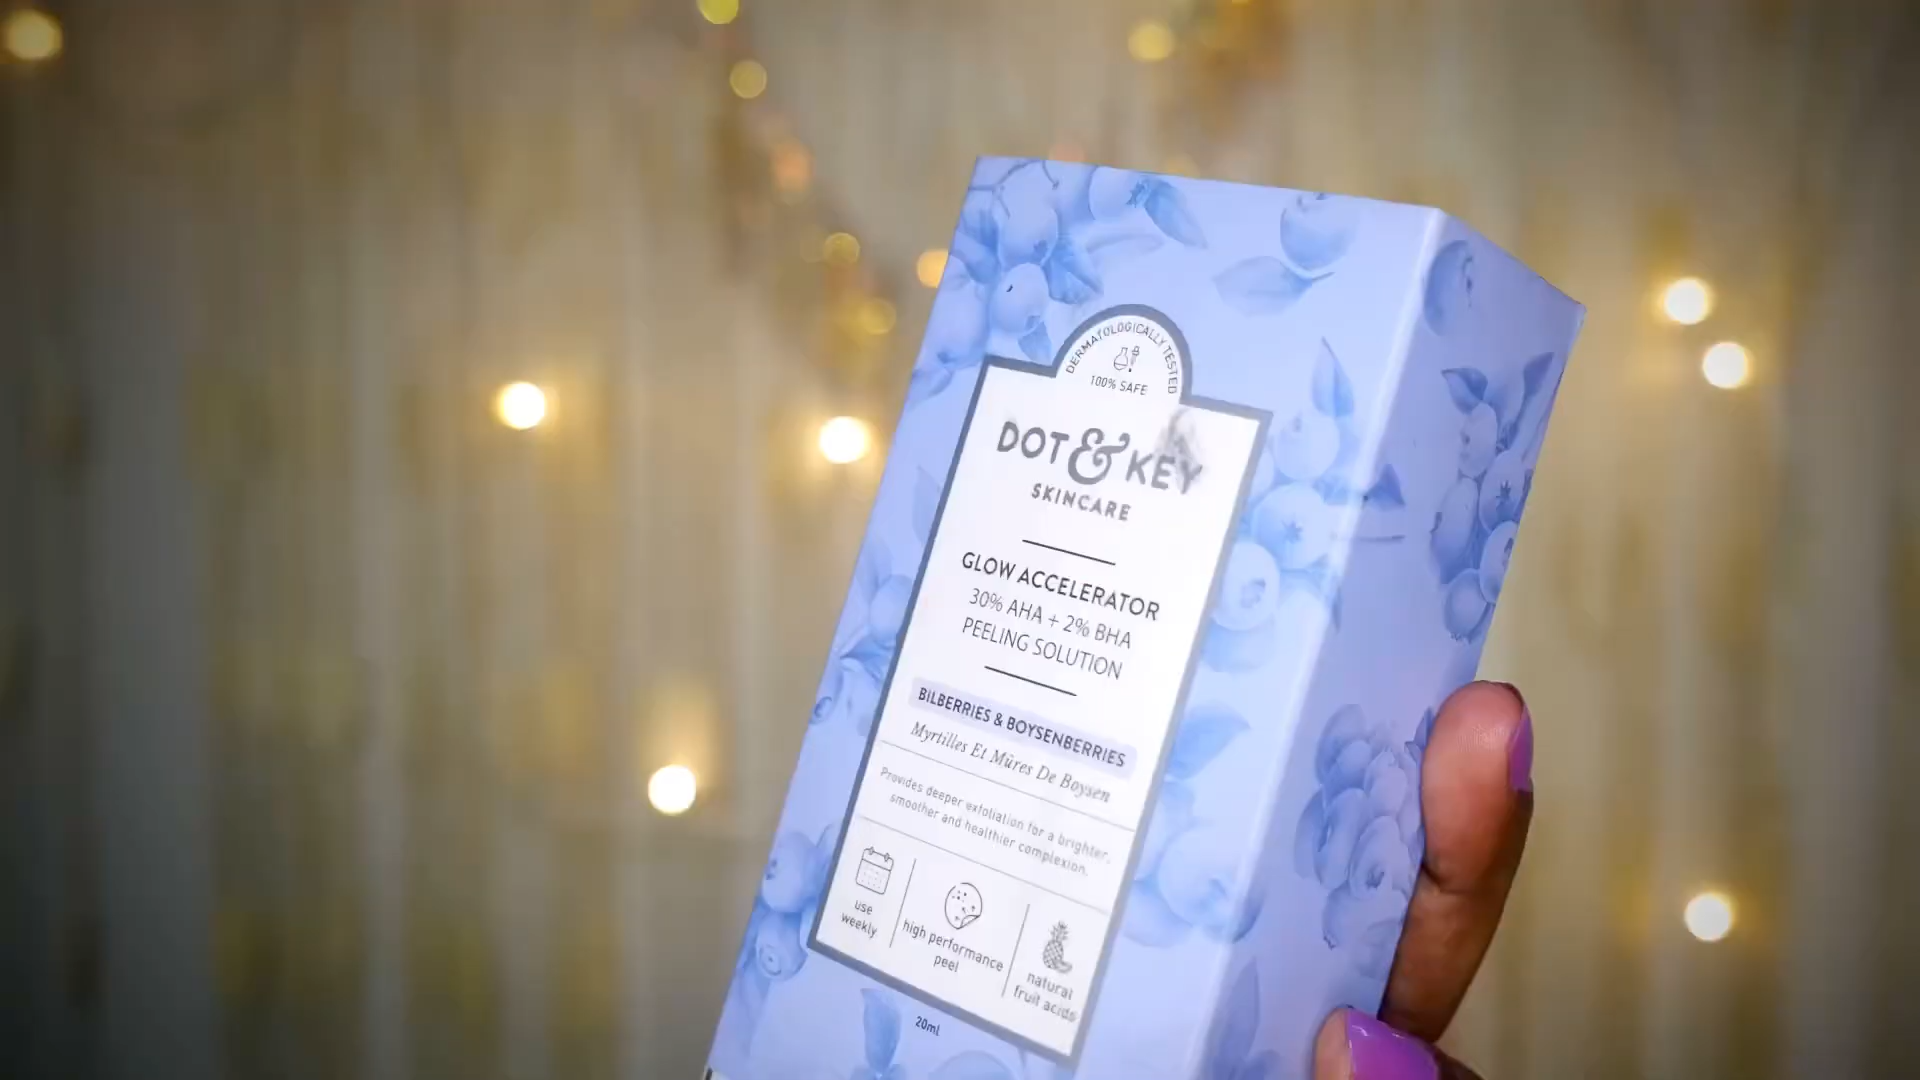 DERMATOLOGICALLY TESTED
100% SAFE
DOT & KEY
SKINCARE
GLOW ACCELERATOR
30% AHA + 2% BHA
PEELING SOLUTION
BILBERRIES & BOYSENBERRIES
Myrtilles Et Mûres De Boysen
Provides deeper exfoliation for a brighter,
smoother and healthier complexion.
use
weekly
high performance
peel
natural
fruit acids
20ml